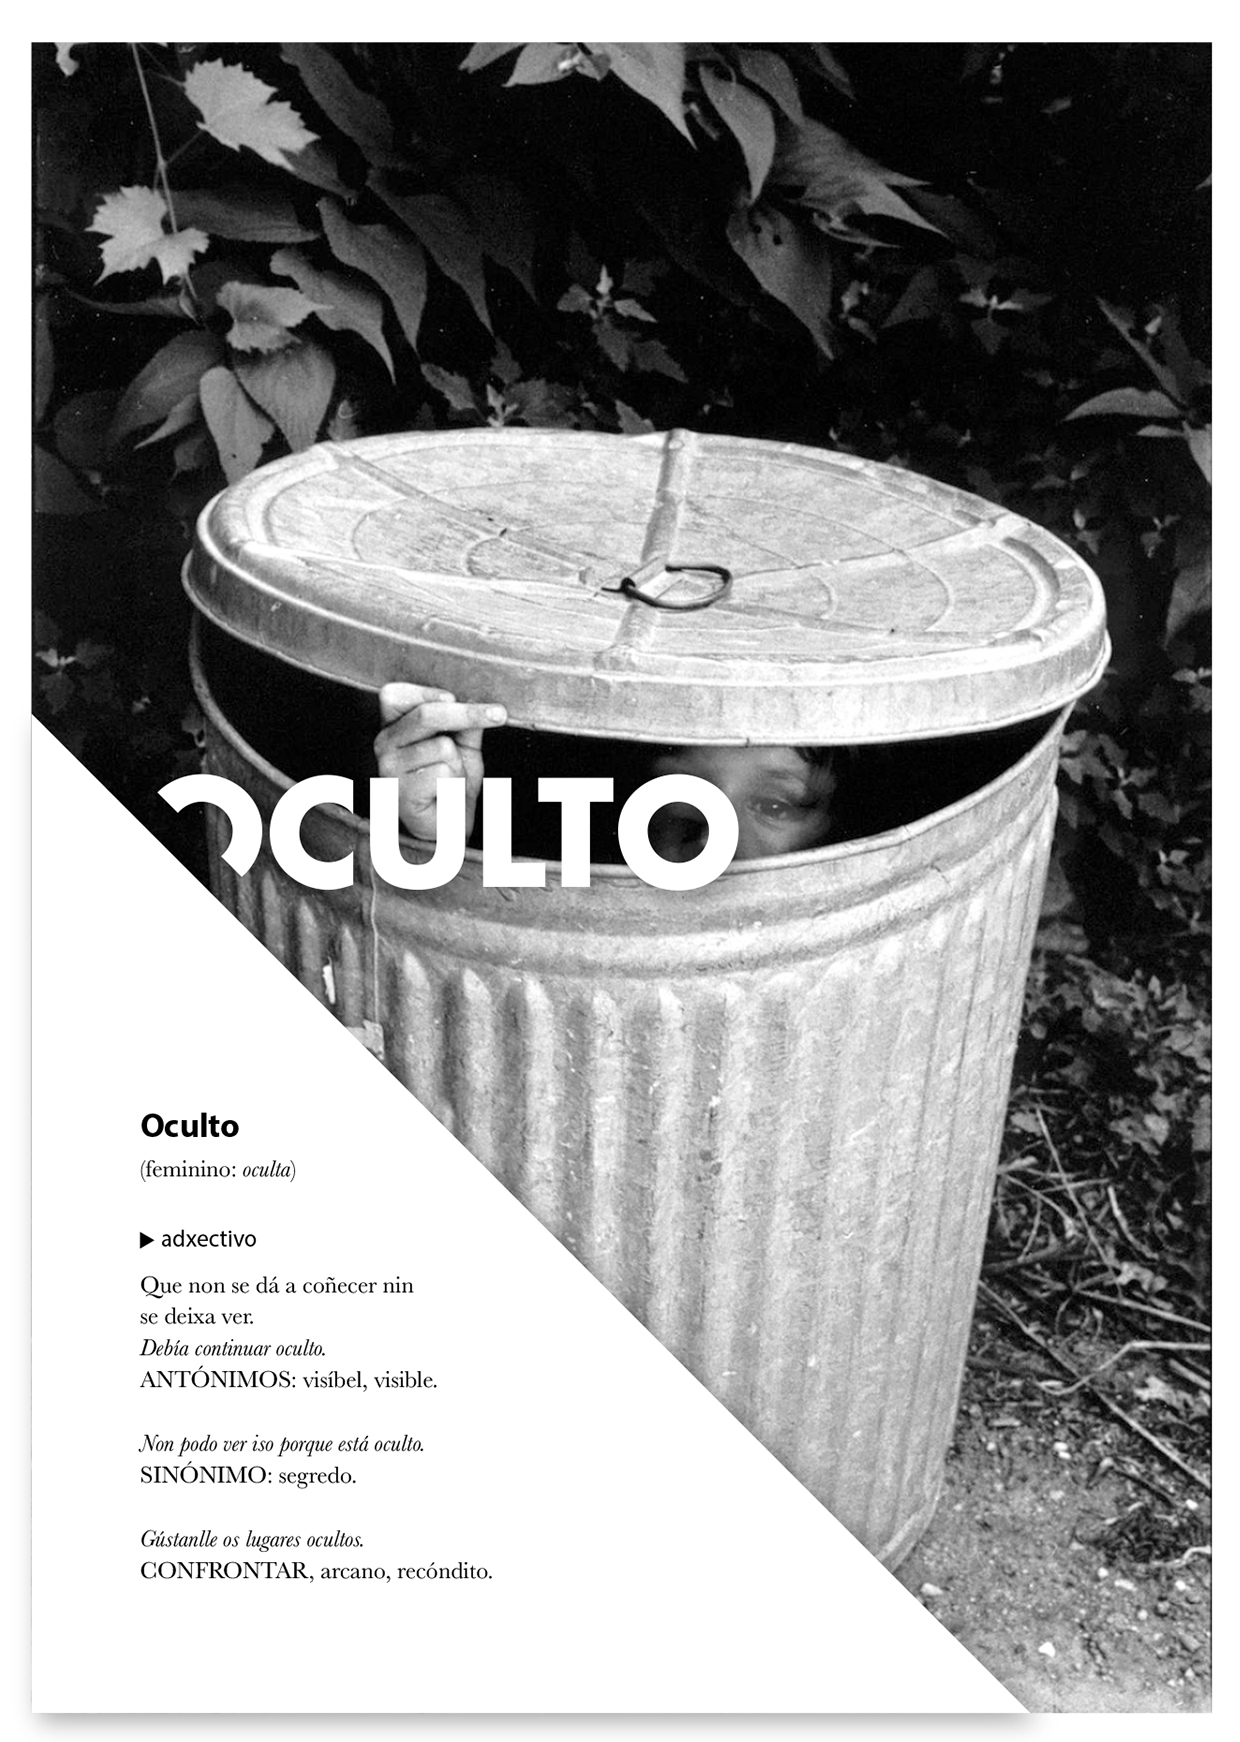 OCULTO
Oculto
(feminino: oculta)
▶ adxectivo
Que non se dá a coñecer nin
se deixa ver.
Debía continuar oculto.
ANTÓNIMOS: visíbel, visible.
Non podo ver iso porque está oculto.
SINÓNIMO: segredo.
Gústanlle os lugares ocultos.
CONFRONTAR, arcano, recóndito.